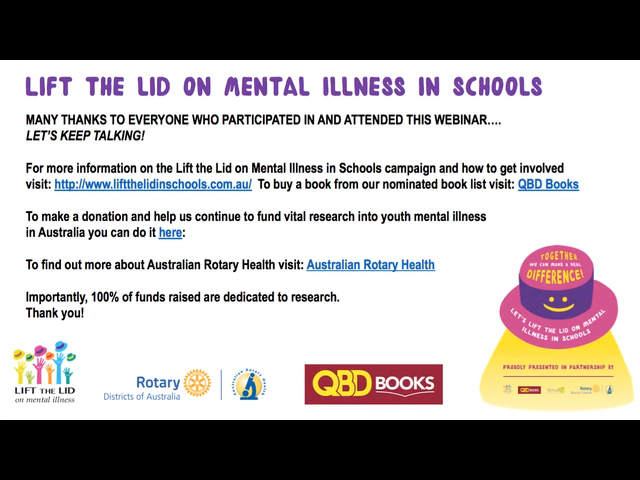 LIFT THE LID ON MENTAL ILLNESS IN SCHOOLS
MANY THANKS TO EVERYONE WHO PARTICIPATED IN AND ATTENDED THIS WEBINAR….
LET'S KEEP TALKING!
For more information on the Lift the Lid on Mental Illness in Schools campaign and how to get involved
visit: http://www.liftthelidinschools.com.au/ To buy a book from our nominated book list visit: QBD Books
To make a donation and help us continue to fund vital research into youth mental illness
in Australia you can do it here:
To find out more about Australian Rotary Health visit: Australian Rotary Health
Importantly, 100% of funds raised are dedicated to research.
Thank you!
TOGETHER
WE CAN MAKE A REAL
DIFFERENCE!
LET'S LIFT THE LID ON MENTAL
ILLNESS IN SCHOOLS
PROUDLY PRESENTED IN PARTNERSHIP BY
QBD BOOKS
Rotary
LIFT THE LID
on mental illness
Rotary
Districts of Australia
Australian Rotary Health
QBD BOOKS